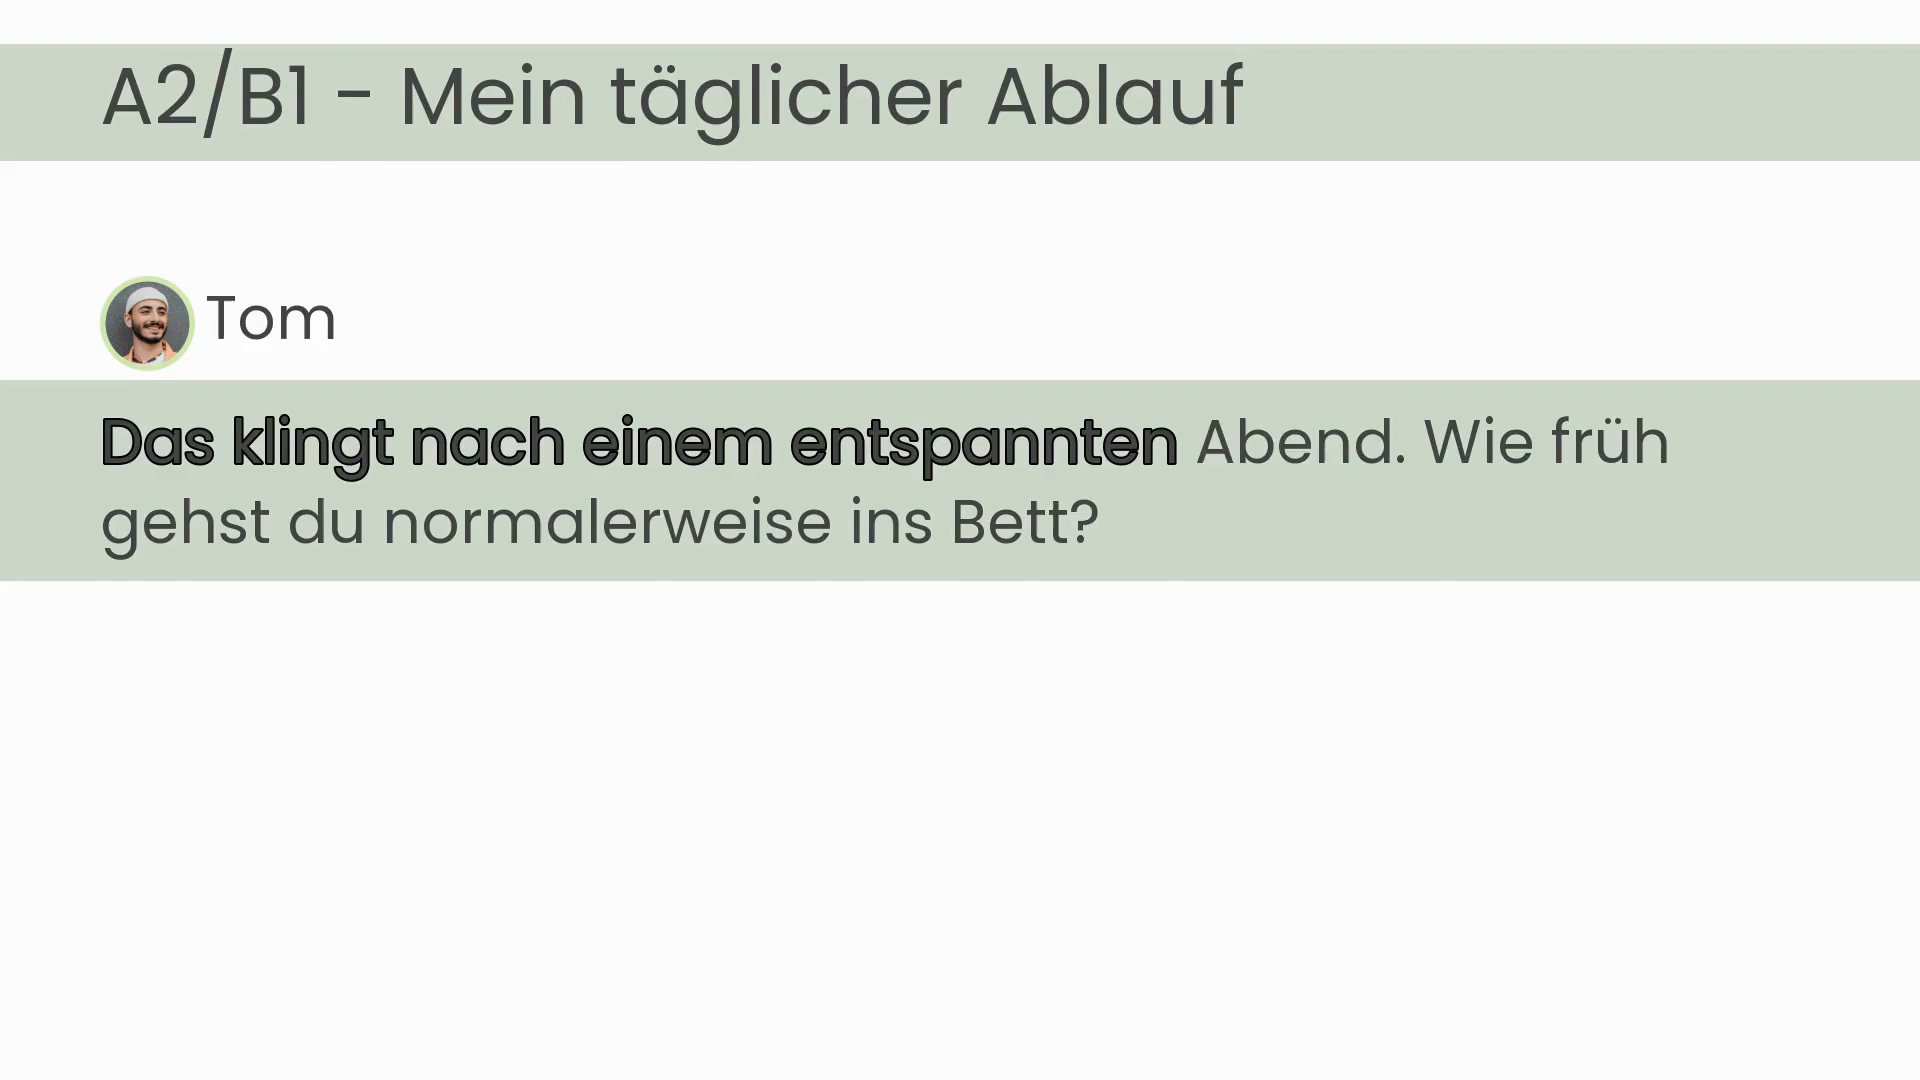 A2/B1 - Mein täglicher Ablauf
Tom
Das klingt nach einem entspannten Abend. Wie früh
gehst du normalerweise ins Bett?